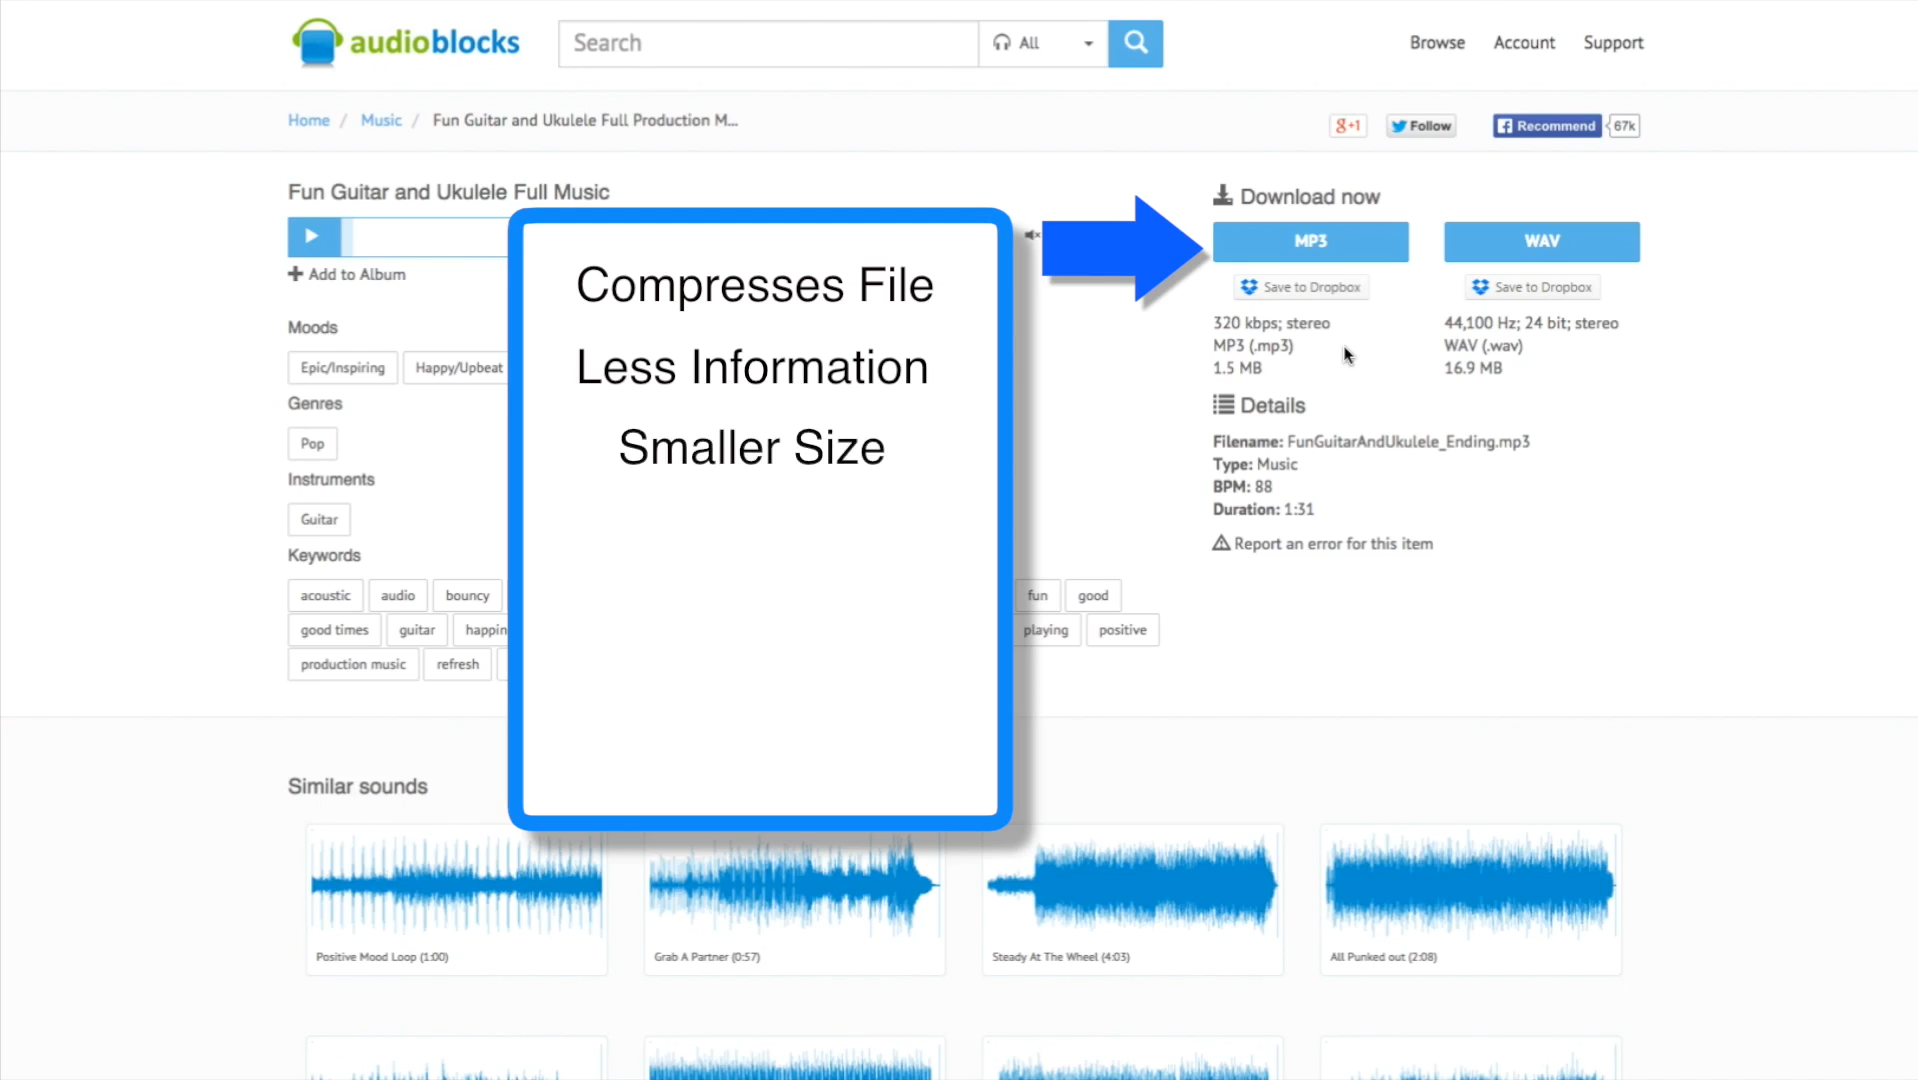 audioblocks
Search
All
Browse
Account
Support
Home / Music / Fun Guitar and Ukulele Full Production M...
g+1
Follow
Recommend
67k
Fun Guitar and Ukulele Full Music
Add to Album
Moods
Epic/Inspiring
Happy/Upbeat
Genres
Pop
Instruments
Guitar
Keywords
acoustic
audio
bouncy
fun
good
good times
guitar
happin
playing
positive
production music
refresh
Compresses File
Less Information
Smaller Size
Download now
MP3
WAV
Save to Dropbox
Save to Dropbox
320 kbps; stereo
MP3 (.mp3)
1.5 MB
44,100 Hz; 24 bit; stereo
WAV (.wav)
16.9 MB
Details
Filename: FunGuitarAndUkulele_Ending.mp3
Type: Music
BPM: 88
Duration: 1:31
Report an error for this item
Similar sounds
Positive Mood Loop (1:00)
Grab A Partner (0:57)
Steady At The Wheel (4:03)
All Punked out (2:08)